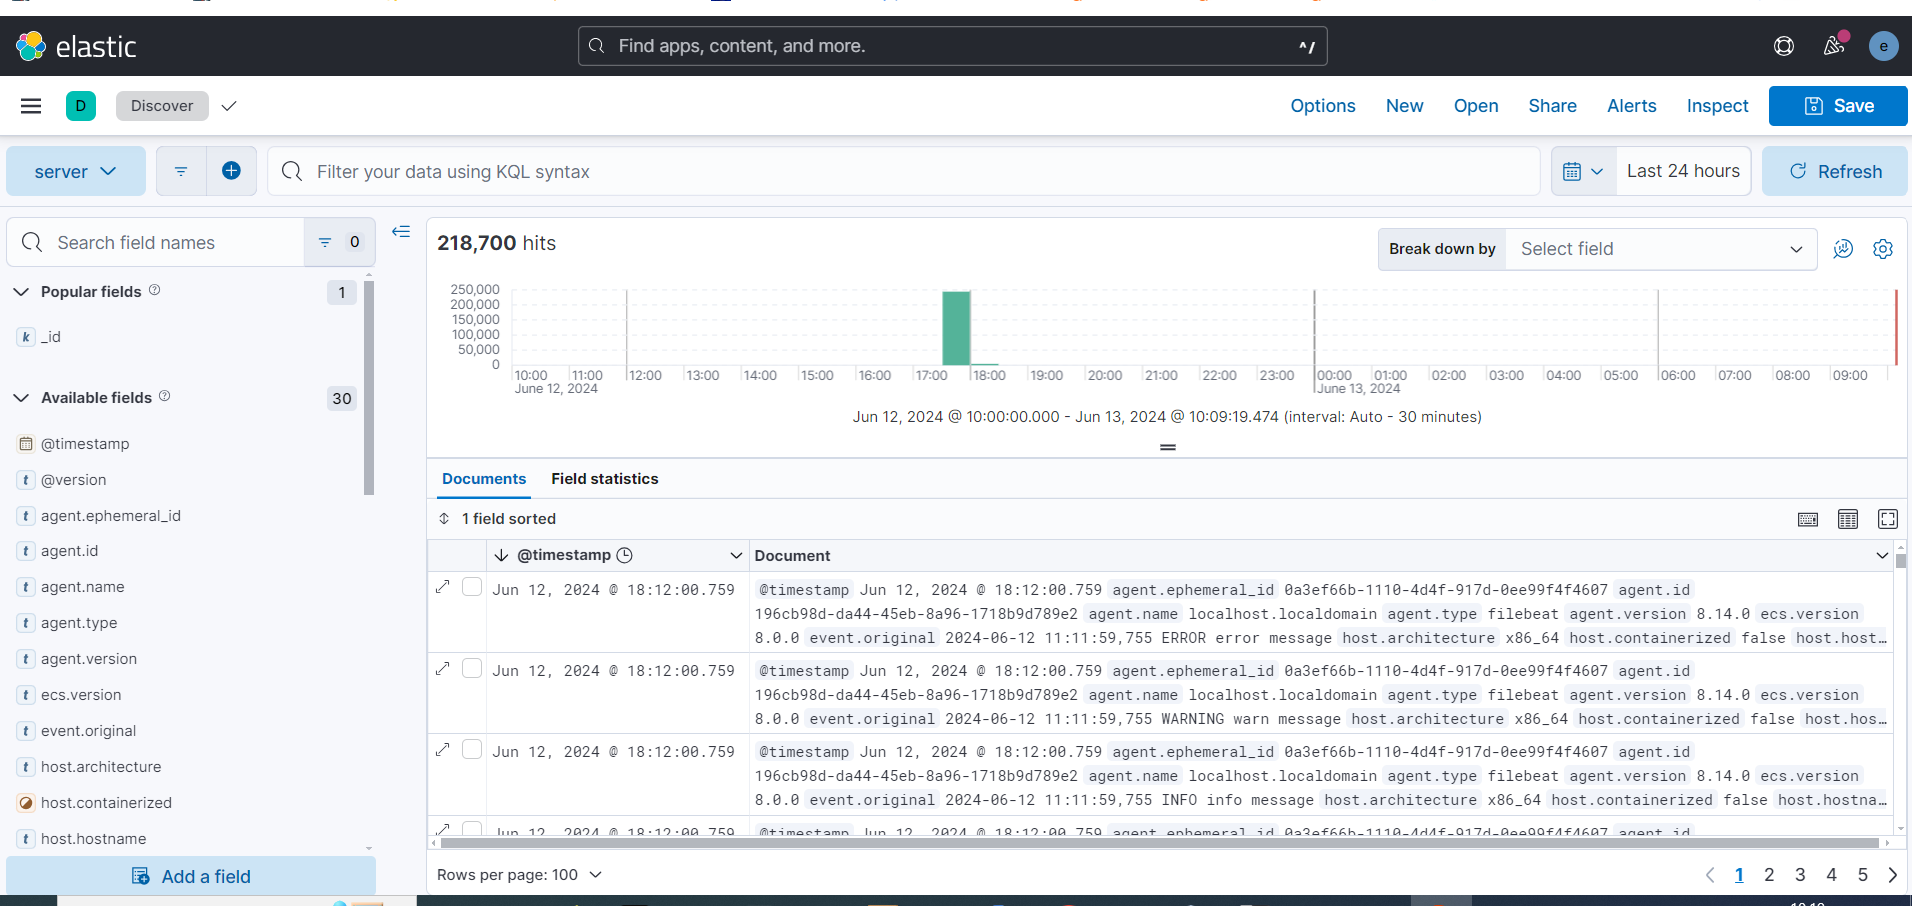 elastic
Find apps, content, and more.
^/
e
D
Discover
Options
New
Open
Share
Alerts
Inspect
Save
server
Filter your data using KQL syntax
Last 24 hours
Refresh
Search field names
0
Popular fields
1
k _id
Available fields
30
@timestamp
t @version
t agent.ephemeral_id
t agent.id
t agent.name
t agent.type
t agent.version
t ecs.version
t event.original
t host.architecture
host.containerized
t host.hostname
Add a field
218,700 hits
Break down by
Select field
250,000
200,000
150,000
100,000
50,000
0
10:00 11:00 12:00 13:00 14:00 15:00 16:00 17:00 18:00 19:00 20:00 21:00 22:00 23:00 00:00 01:00 02:00 03:00 04:00 05:00 06:00 07:00 08:00 09:00
June 12, 2024 June 13, 2024
Jun 12, 2024 @ 10:00:00.000 - Jun 13, 2024 @ 10:09:19.474 (interval: Auto - 30 minutes)
Documents
Field statistics
1 field sorted
@timestamp
Document
Jun 12, 2024 @ 18:12:00.759
@timestamp Jun 12, 2024 @ 18:12:00.759 agent.ephemeral_id 0a3ef66b-1110-4d4f-917d-0ee99f4f4607 agent.id
196cb98d-da44-45eb-8a96-1718b9d789e2 agent.name localhost.localdomain agent.type filebeat agent.version 8.14.0 ecs.version
8.0.0 event.original 2024-06-12 11:11:59,755 ERROR error message host.architecture x86_64 host.containerized false host.host…
Jun 12, 2024 @ 18:12:00.759
@timestamp Jun 12, 2024 @ 18:12:00.759 agent.ephemeral_id 0a3ef66b-1110-4d4f-917d-0ee99f4f4607 agent.id
196cb98d-da44-45eb-8a96-1718b9d789e2 agent.name localhost.localdomain agent.type filebeat agent.version 8.14.0 ecs.version
8.0.0 event.original 2024-06-12 11:11:59,755 WARNING warn message host.architecture x86_64 host.containerized false host.hos…
Jun 12, 2024 @ 18:12:00.759
@timestamp Jun 12, 2024 @ 18:12:00.759 agent.ephemeral_id 0a3ef66b-1110-4d4f-917d-0ee99f4f4607 agent.id
196cb98d-da44-45eb-8a96-1718b9d789e2 agent.name localhost.localdomain agent.type filebeat agent.version 8.14.0 ecs.version
8.0.0 event.original 2024-06-12 11:11:59,755 INFO info message host.architecture x86_64 host.containerized false host.hostna…
Jun 12, 2024 @ 18:12:00.759
@timestamp Jun 12, 2024 @ 18:12:00.759 agent.ephemeral_id 0a3ef66b-1110-4d4f-917d-0ee99f4f4607 agent.id
Rows per page: 100
1 2 3 4 5